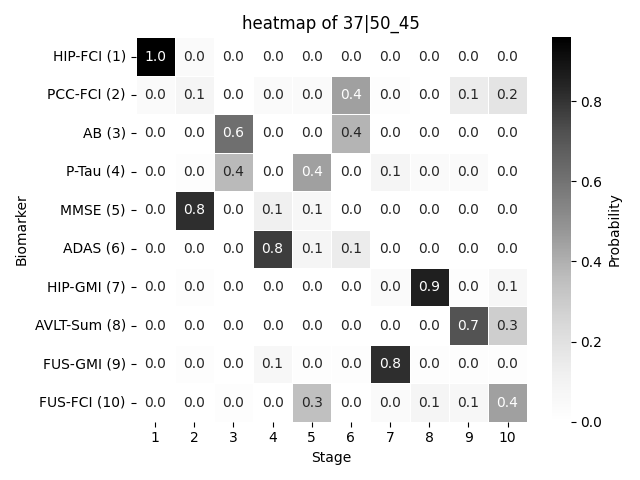 heatmap of 37|50_45
HIP-FCI (1) 1.0 0.0 0.0 0.0 0.0 0.0 0.0 0.0 0.0 0.0
PCC-FCI (2) 0.0 0.1 0.0 0.0 0.0 0.4 0.0 0.0 0.1 0.2
AB (3) 0.0 0.0 0.6 0.0 0.0 0.4 0.0 0.0 0.0 0.0
P-Tau (4) 0.0 0.0 0.4 0.0 0.4 0.0 0.1 0.0 0.0 0.0
MMSE (5) 0.0 0.8 0.0 0.1 0.1 0.0 0.0 0.0 0.0 0.0
ADAS (6) 0.0 0.0 0.0 0.8 0.1 0.1 0.0 0.0 0.0 0.0
HIP-GMI (7) 0.0 0.0 0.0 0.0 0.0 0.0 0.0 0.9 0.0 0.1
AVLT-Sum (8) 0.0 0.0 0.0 0.0 0.0 0.0 0.0 0.0 0.7 0.3
FUS-GMI (9) 0.0 0.0 0.0 0.1 0.0 0.0 0.8 0.0 0.0 0.0
FUS-FCI (10) 0.0 0.0 0.0 0.0 0.3 0.0 0.0 0.1 0.1 0.4
1 2 3 4 5 6 7 8 9 10
Stage
Biomarker
0.8
0.6
0.4
0.2
0.0
Probability